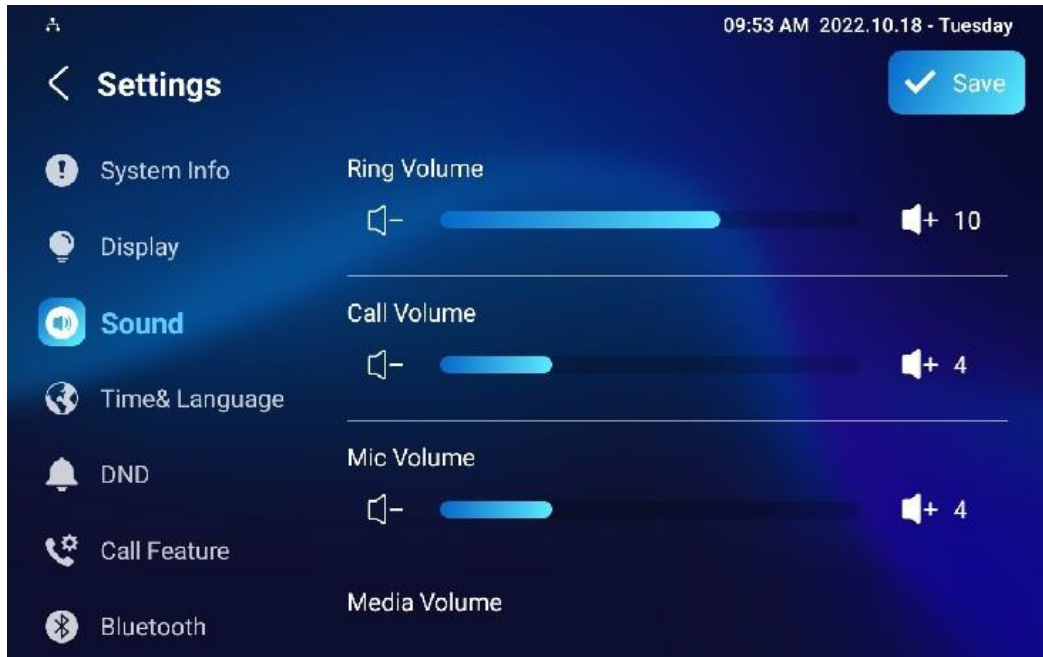 09:53 AM 2022.10.18 - Tuesday
Settings
Save
System Info
Display
Sound
Time& Language
DND
Call Feature
Bluetooth
Ring Volume
10
Call Volume
4
Mic Volume
4
Media Volume